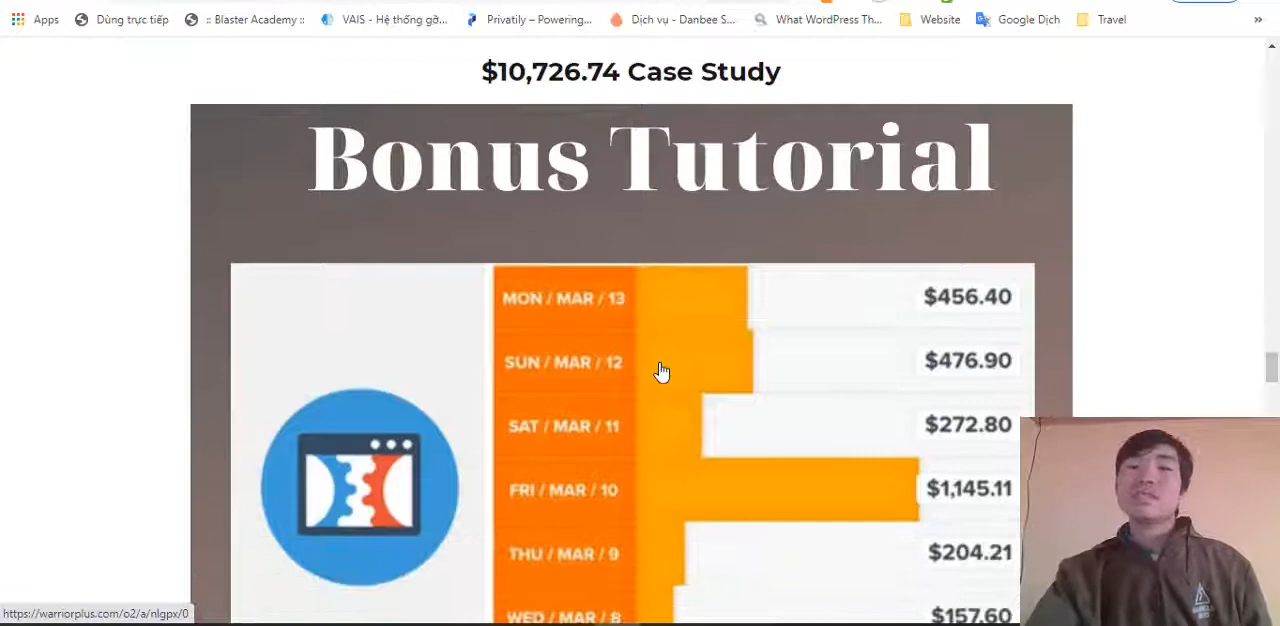 Apps Dùng trực tiếp :: Blaster Academy :: VAIS - Hệ thống gỡ... Privatily – Powering... Dịch vụ - Danbee S... What WordPress Th... Website Google Dịch Travel »
$10,726.74 Case Study
Bonus Tutorial
MON / MAR / 13 $456.40
SUN / MAR / 12 $476.90
SAT / MAR / 11 $272.80
FRI / MAR / 10 $1,145.11
THU / MAR / 9 $204.21
WED / MAR / 8 $157.60
https://warriorplus.com/o2/a/nlgpx/0